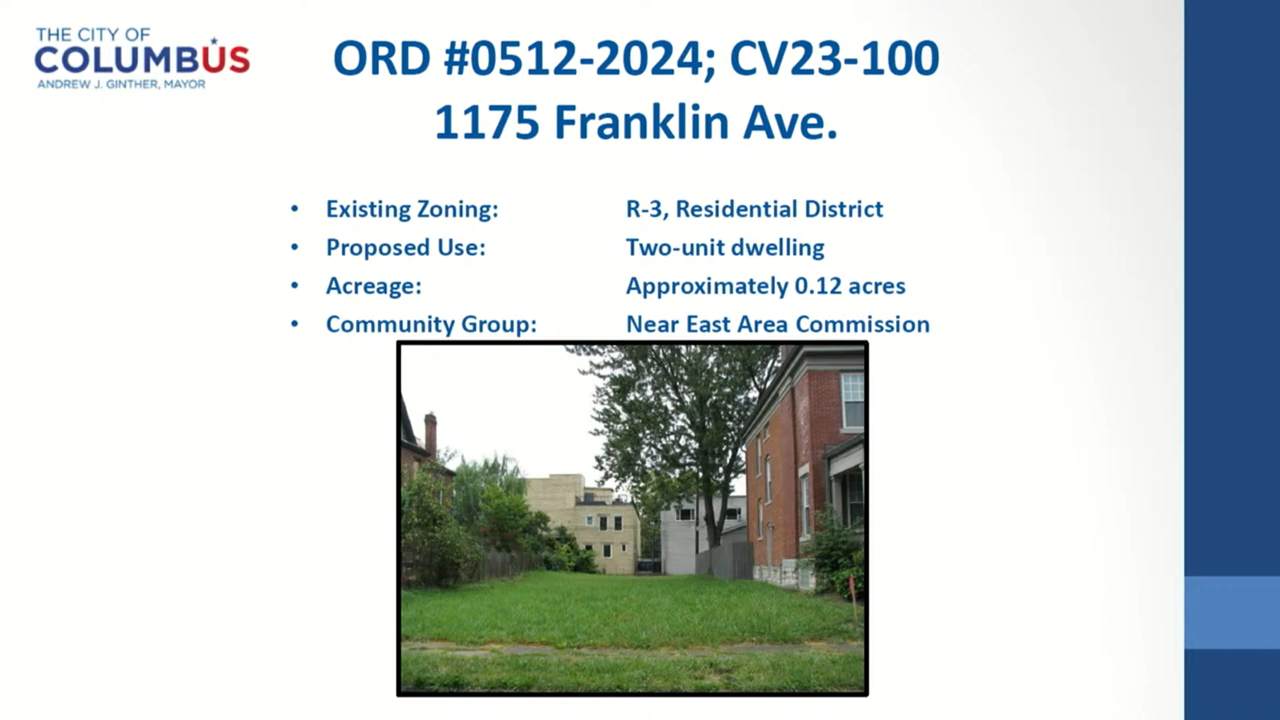 THE CITY OF
COLUMBUS
ANDREW J. GINTHER, MAYOR
ORD #0512-2024; CV23-100
1175 Franklin Ave.
• Existing Zoning: R-3, Residential District
• Proposed Use: Two-unit dwelling
• Acreage: Approximately 0.12 acres
• Community Group: Near East Area Commission